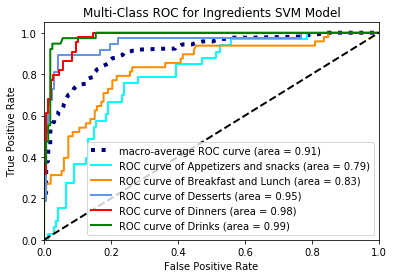 Multi-Class ROC for Ingredients SVM Model
True Positive Rate
1.0
0.8
0.6
0.4
0.2
0.0
macro-average ROC curve (area = 0.91)
ROC curve of Appetizers and snacks (area = 0.79)
ROC curve of Breakfast and Lunch (area = 0.83)
ROC curve of Desserts (area = 0.95)
ROC curve of Dinners (area = 0.98)
ROC curve of Drinks (area = 0.99)
0.0 0.2 0.4 0.6 0.8 1.0
False Positive Rate